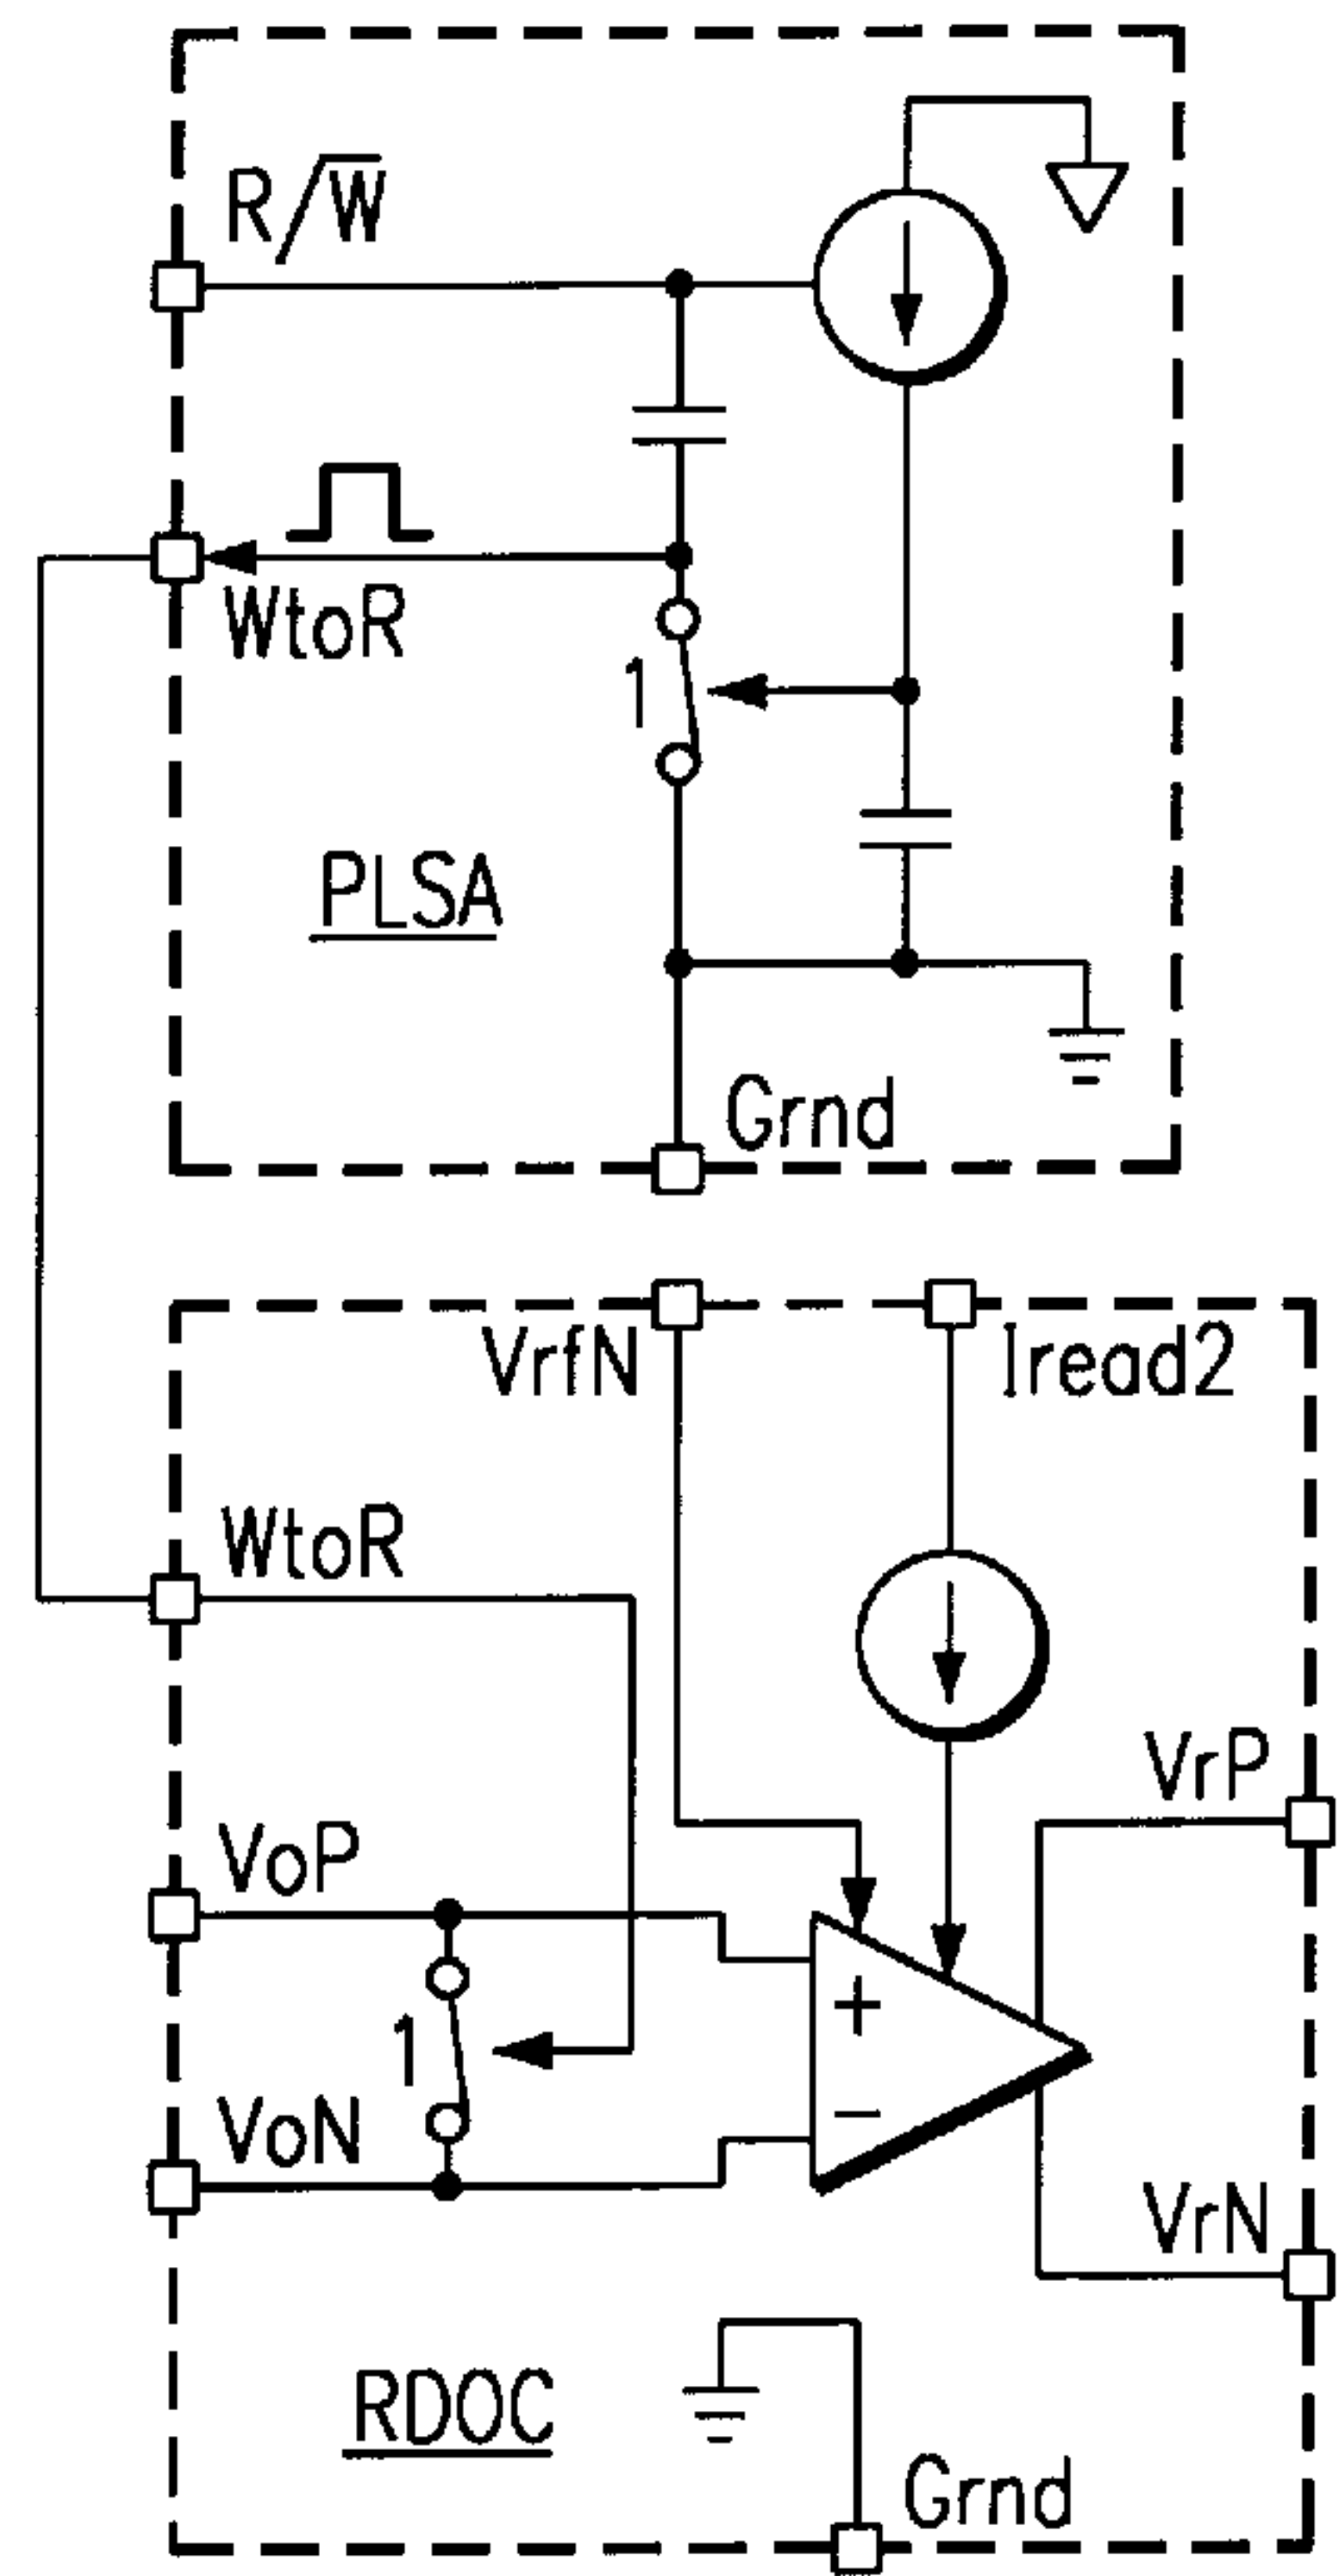 R/W̅
WtoR
1
PLSA
Grnd
VrfN
Iread2
WtoR
VrP
VoP
+
1
−
VoN
VrN
RDOC
Grnd